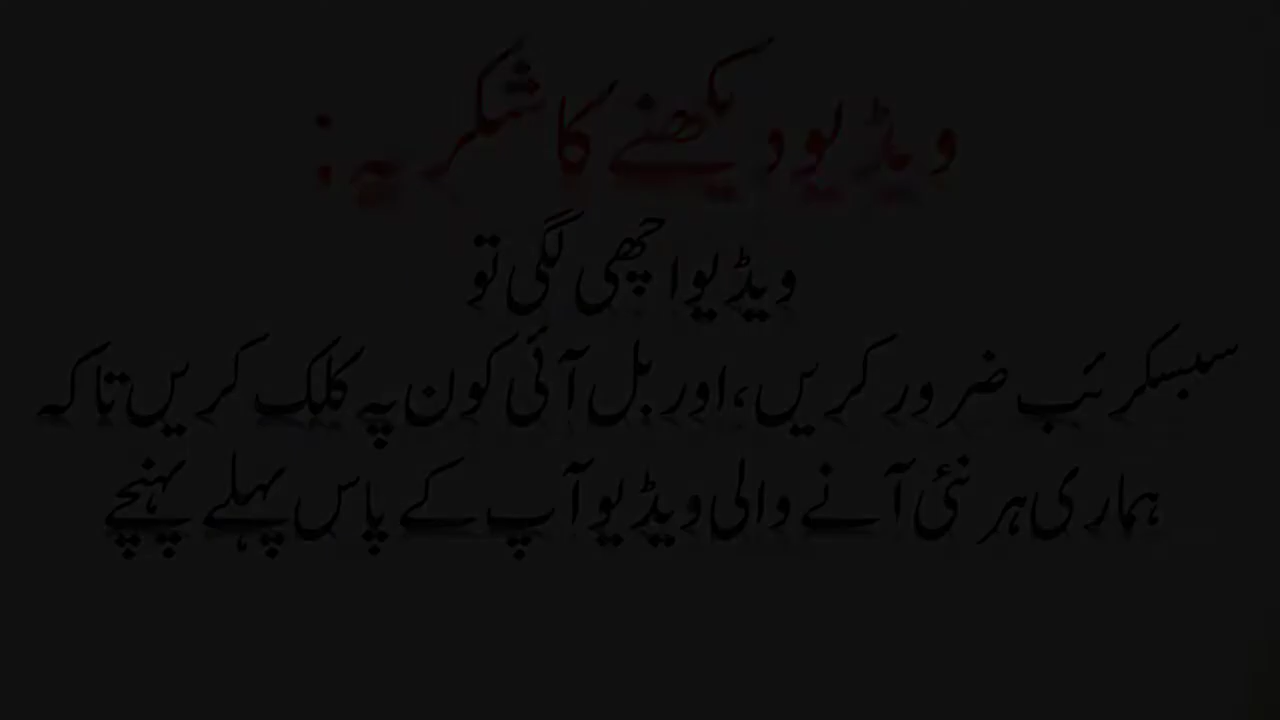 ویڈیو دیکھنے کا شکریہ:
ویڈیو اچھی لگی تو
سبسکرئب ضرور کریں، اور بل آئی کون پہ کلک کریں تاکہ
ہماری ہر نئی آنے والی ویڈیو آپ کے پاس پہلے پہنچے